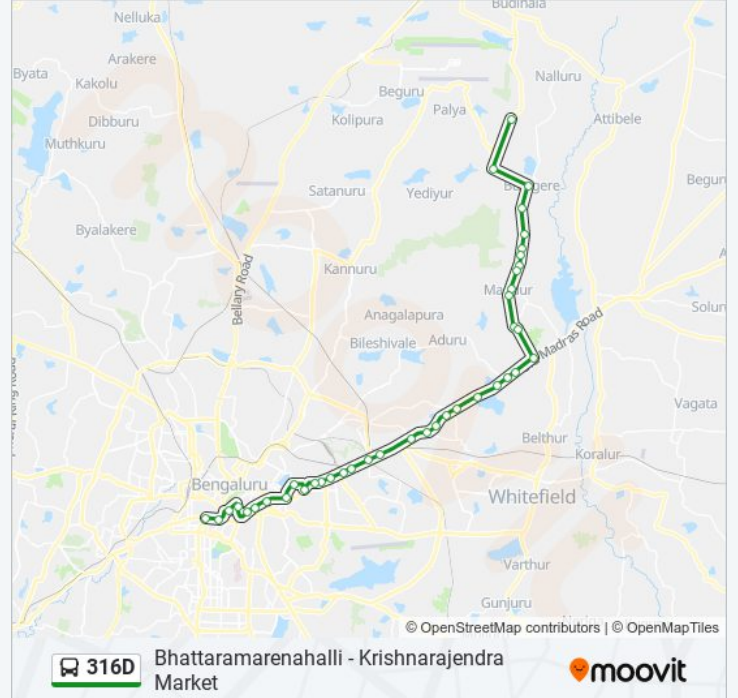 Budihala
Nelluka
Arakere
Byata
Kakolu
Beguru
Nalluru
Palya
Dibburu
Kolipura
Attibele
Muthkuru
Satanuru
Yediyur
Begur
Byalakere
Kannuru
Bellary Road
Anagalapura
Solur
Bileshivale
Aduru
Madras Road
Vagata
Belthur
Koralur
Bengaluru
Whitefield
Varthur
Gunjuru
© OpenStreetMap contributors | © OpenMapTiles
316D
Bhattaramarenahalli - Krishnarajendra
Market
moovit